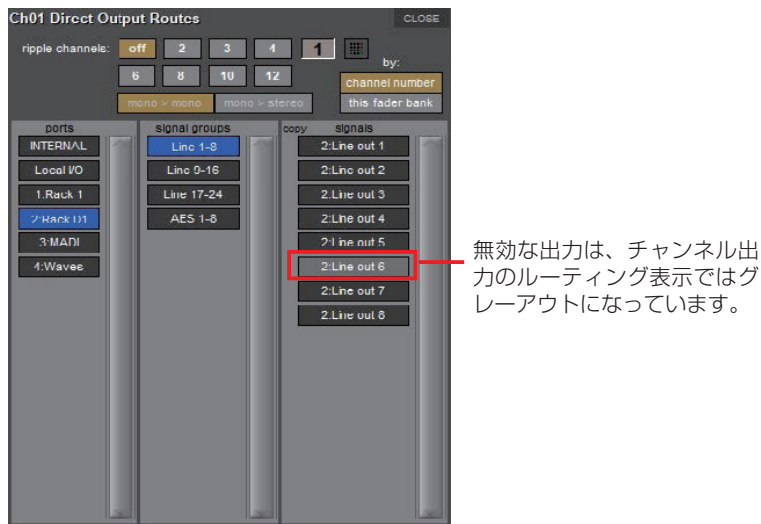 Ch01 Direct Output Routes
CLOSE
ripple channels:
off
2
3
4
1
6
8
10
12
by:
channel number
this fader bank
mono > mono
mono > stereo
ports
INTERNAL
Local I/O
1:Rack 1
2:Rack D1
3:MADI
4:Waves
signal groups
Line 1-8
Line 9-16
Line 17-24
AES 1-8
copy
signals
2:Line out 1
2:Line out 2
2:Line out 3
2:Line out 4
2:Line out 5
2:Line out 6
2:Line out 7
2:Line out 8
無効な出力は、チャンネル出
力のルーティング表示ではグ
レーアウトになっています。